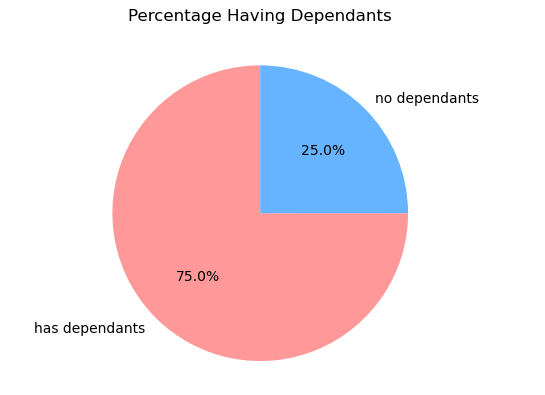 Percentage Having Dependants
no dependants
25.0%
75.0%
has dependants